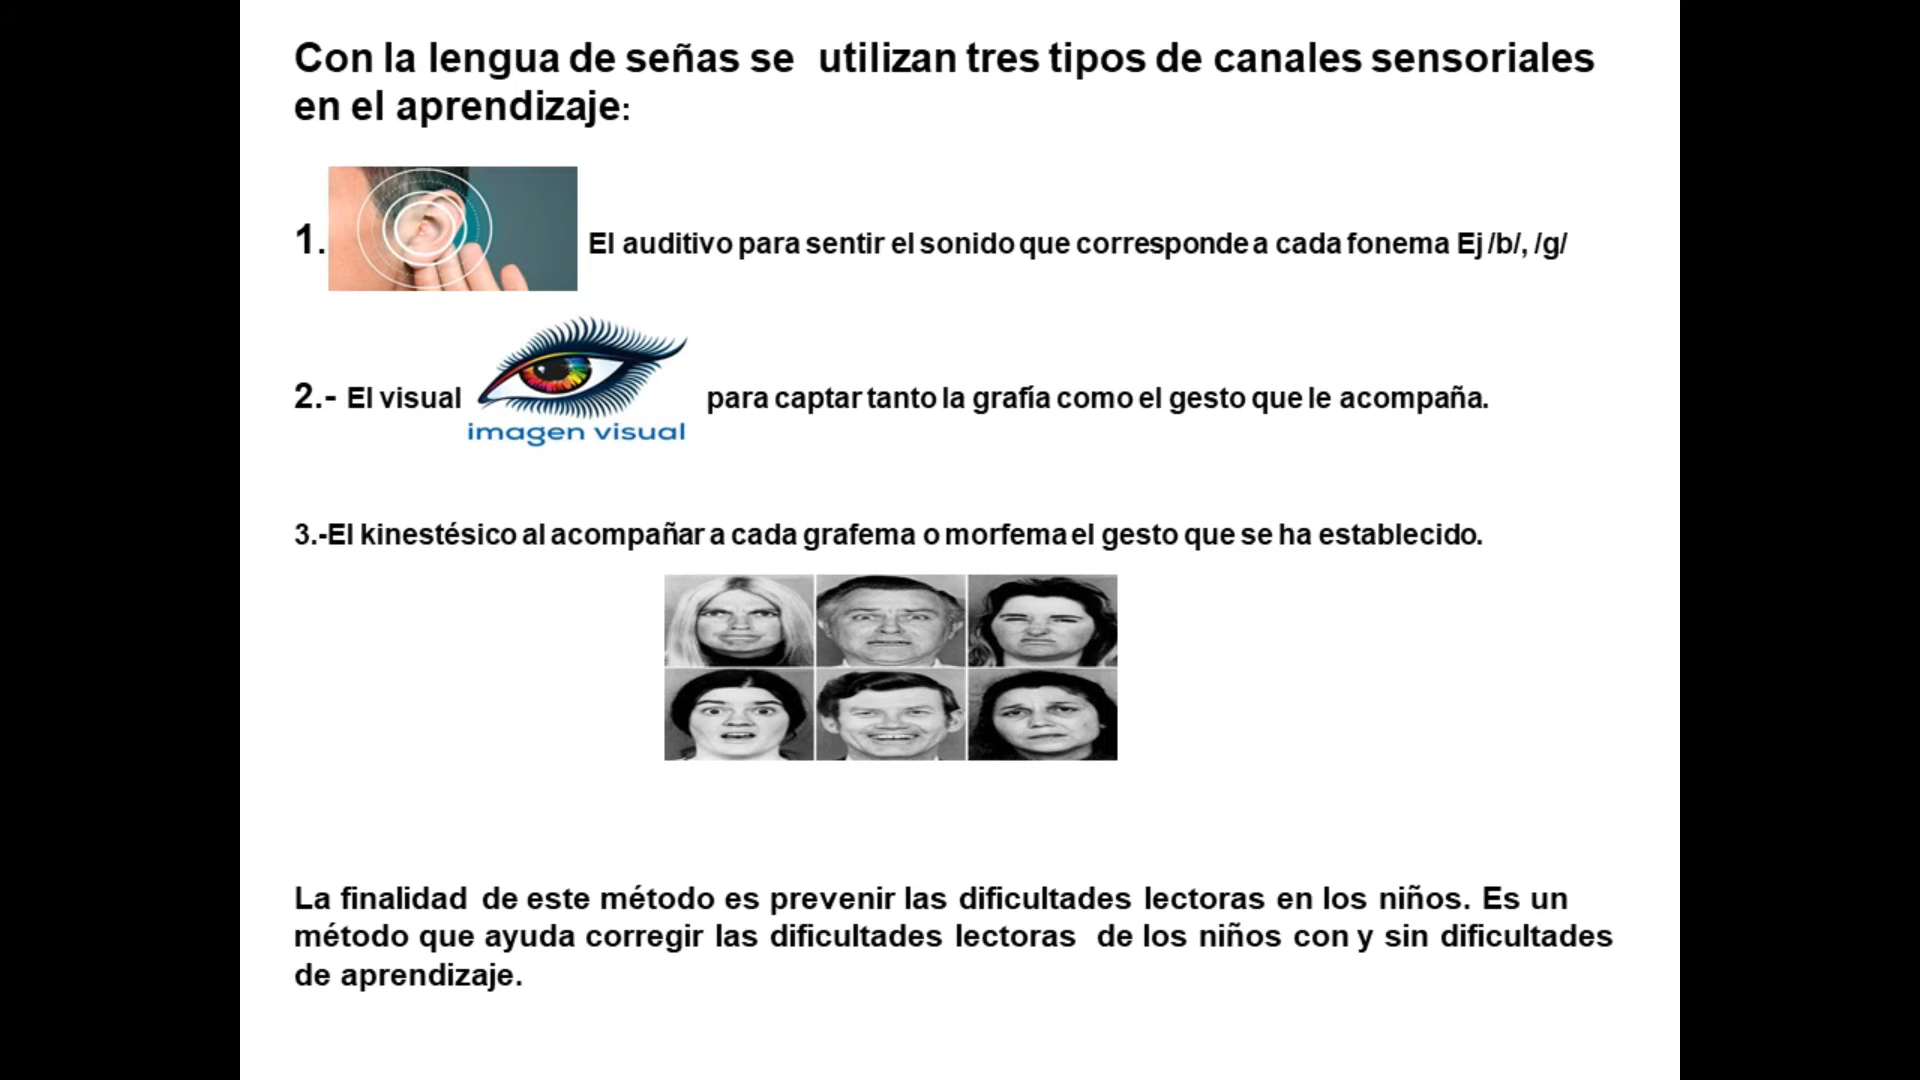 Con la lengua de señas se utilizan tres tipos de canales sensoriales
en el aprendizaje:
1. El auditivo para sentir el sonido que corresponde a cada fonema Ej /b/, /g/
2.- El visual para captar tanto la grafía como el gesto que le acompaña.
imagen visual
3.-El kinestésico al acompañar a cada grafema o morfema el gesto que se ha establecido.
La finalidad de este método es prevenir las dificultades lectoras en los niños. Es un
método que ayuda corregir las dificultades lectoras de los niños con y sin dificultades
de aprendizaje.